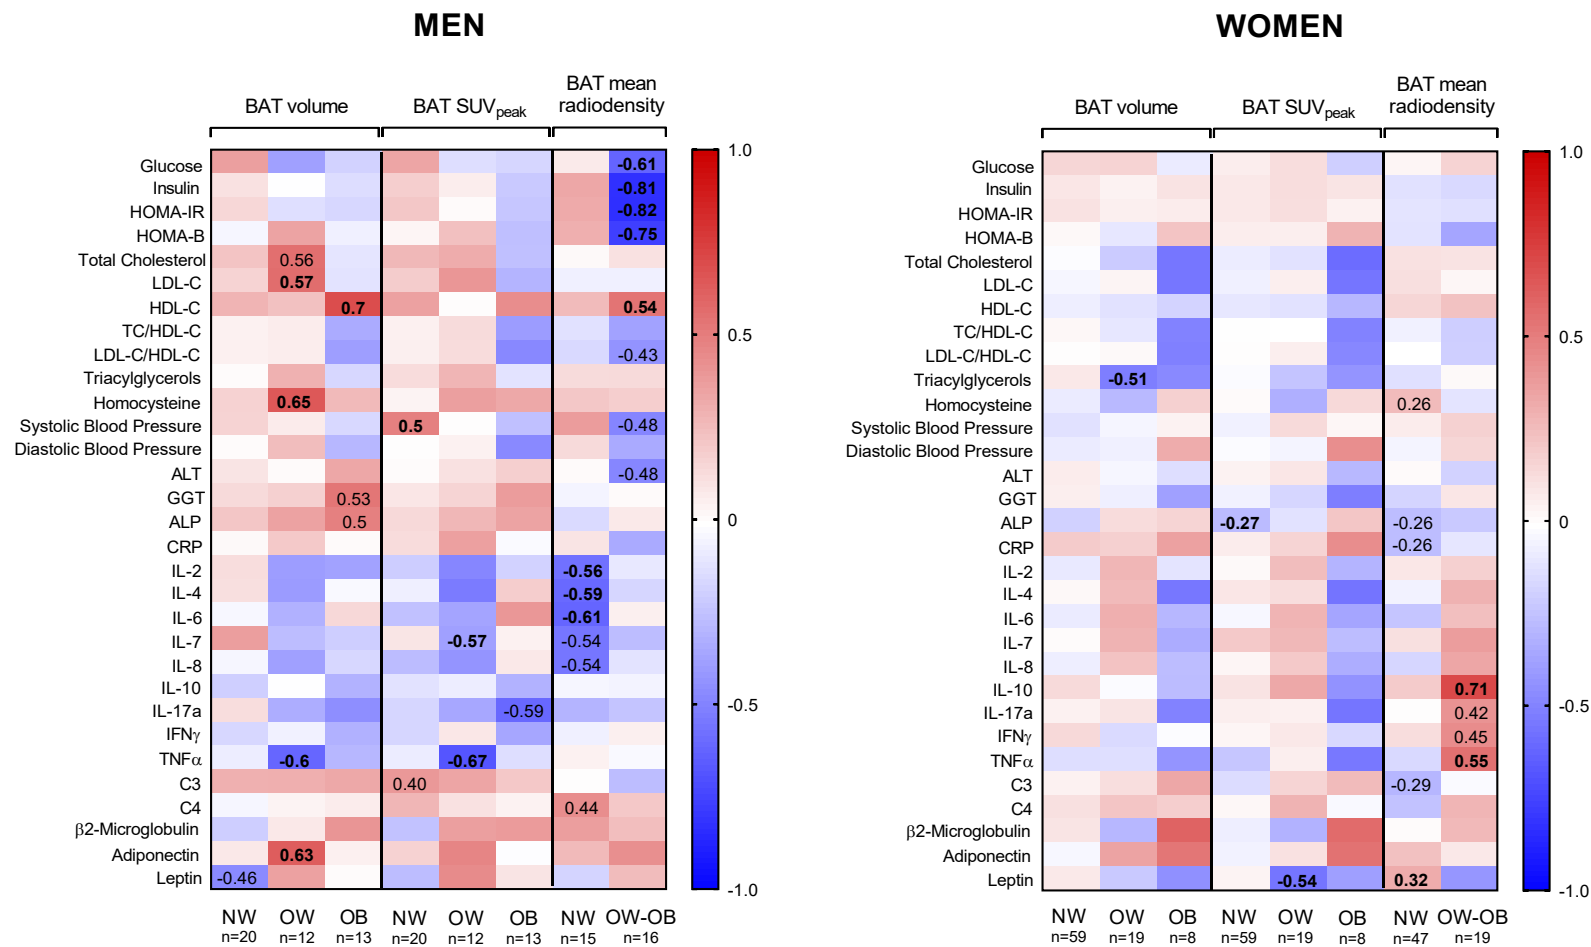 MEN
BAT volume
BAT SUVpeak
BAT mean
radiodensity
Glucose -0.61
Insulin -0.81
HOMA-IR -0.82
HOMA-B -0.75
Total Cholesterol 0.56
LDL-C 0.57
HDL-C 0.7 0.54
TC/HDL-C
LDL-C/HDL-C -0.43
Triacylglycerols
Homocysteine 0.65
Systolic Blood Pressure 0.5 -0.48
Diastolic Blood Pressure
ALT -0.48
GGT 0.53
ALP 0.5
CRP
IL-2 -0.56
IL-4 -0.59
IL-6 -0.61
IL-7 -0.57 -0.54
IL-8 -0.54
IL-10
IL-17a -0.59
IFNγ
TNFα -0.6 -0.67
C3 0.40
C4 0.44
β2-Microglobulin
Adiponectin 0.63
Leptin -0.46
NW OW OB NW OW OB NW OW-OB
n=20 n=12 n=13 n=20 n=12 n=13 n=15 n=16
1.0
0.5
0
-0.5
-1.0
WOMEN
BAT volume
BAT SUVpeak
BAT mean
radiodensity
Glucose
Insulin
HOMA-IR
HOMA-B
Total Cholesterol
LDL-C
HDL-C
TC/HDL-C
LDL-C/HDL-C
Triacylglycerols -0.51
Homocysteine 0.26
Systolic Blood Pressure
Diastolic Blood Pressure
ALT
GGT
ALP -0.27 -0.26
CRP -0.26
IL-2
IL-4
IL-6
IL-7
IL-8
IL-10 0.71
IL-17a 0.42
IFNγ 0.45
TNFα 0.55
C3 -0.29
C4
β2-Microglobulin
Adiponectin
Leptin -0.54 0.32
NW OW OB NW OW OB NW OW-OB
n=59 n=19 n=8 n=59 n=19 n=8 n=47 n=19
1.0
0.5
0
-0.5
-1.0